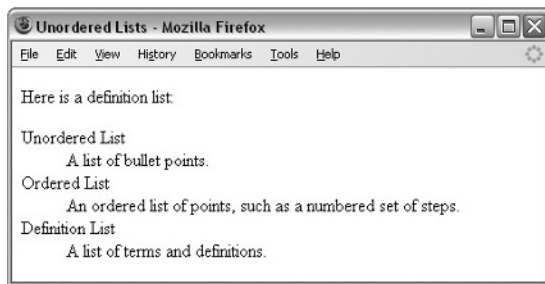 Unordered Lists - Mozilla Firefox
File Edit View History Bookmarks Tools Help
Here is a definition list:
Unordered List
A list of bullet points.
Ordered List
An ordered list of points, such as a numbered set of steps.
Definition List
A list of terms and definitions.